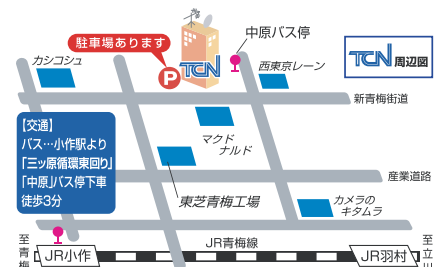 駐車場あります
中原バス停
カシコシュ
P
TCN
西東京レーン
TCN周辺図
新青梅街道
【交通】
バス…小作駅より
「三ッ原循環東回り」
「中原」バス停下車
徒歩3分
マクド
ナルド
東芝青梅工場
産業道路
カメラの
キタムラ
至青梅
JR小作
JR青梅線
JR羽村
至立川